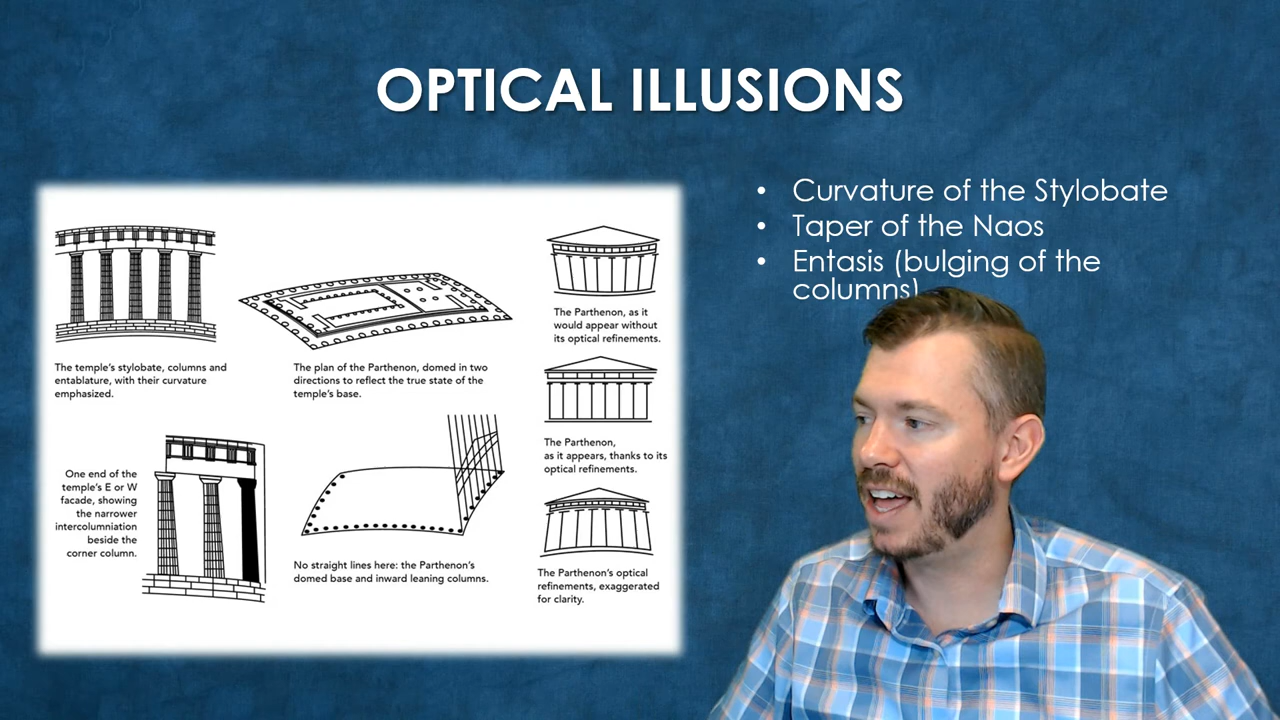 OPTICAL ILLUSIONS
• Curvature of the Stylobate
• Taper of the Naos
• Entasis (bulging of the
columns)
The temple's stylobate, columns and
entablature, with their curvature
emphasized.
The plan of the Parthenon, domed in two
directions to reflect the true state of the
temple's base.
The Parthenon, as it
would appear without
its optical refinements.
The Parthenon,
as it appears, thanks to its
optical refinements.
One end of the
temple's E or W
facade, showing
the narrower
intercolumniation
beside the
corner column.
No straight lines here: the Parthenon's
domed base and inward leaning columns.
The Parthenon's optical
refinements, exaggerated
for clarity.